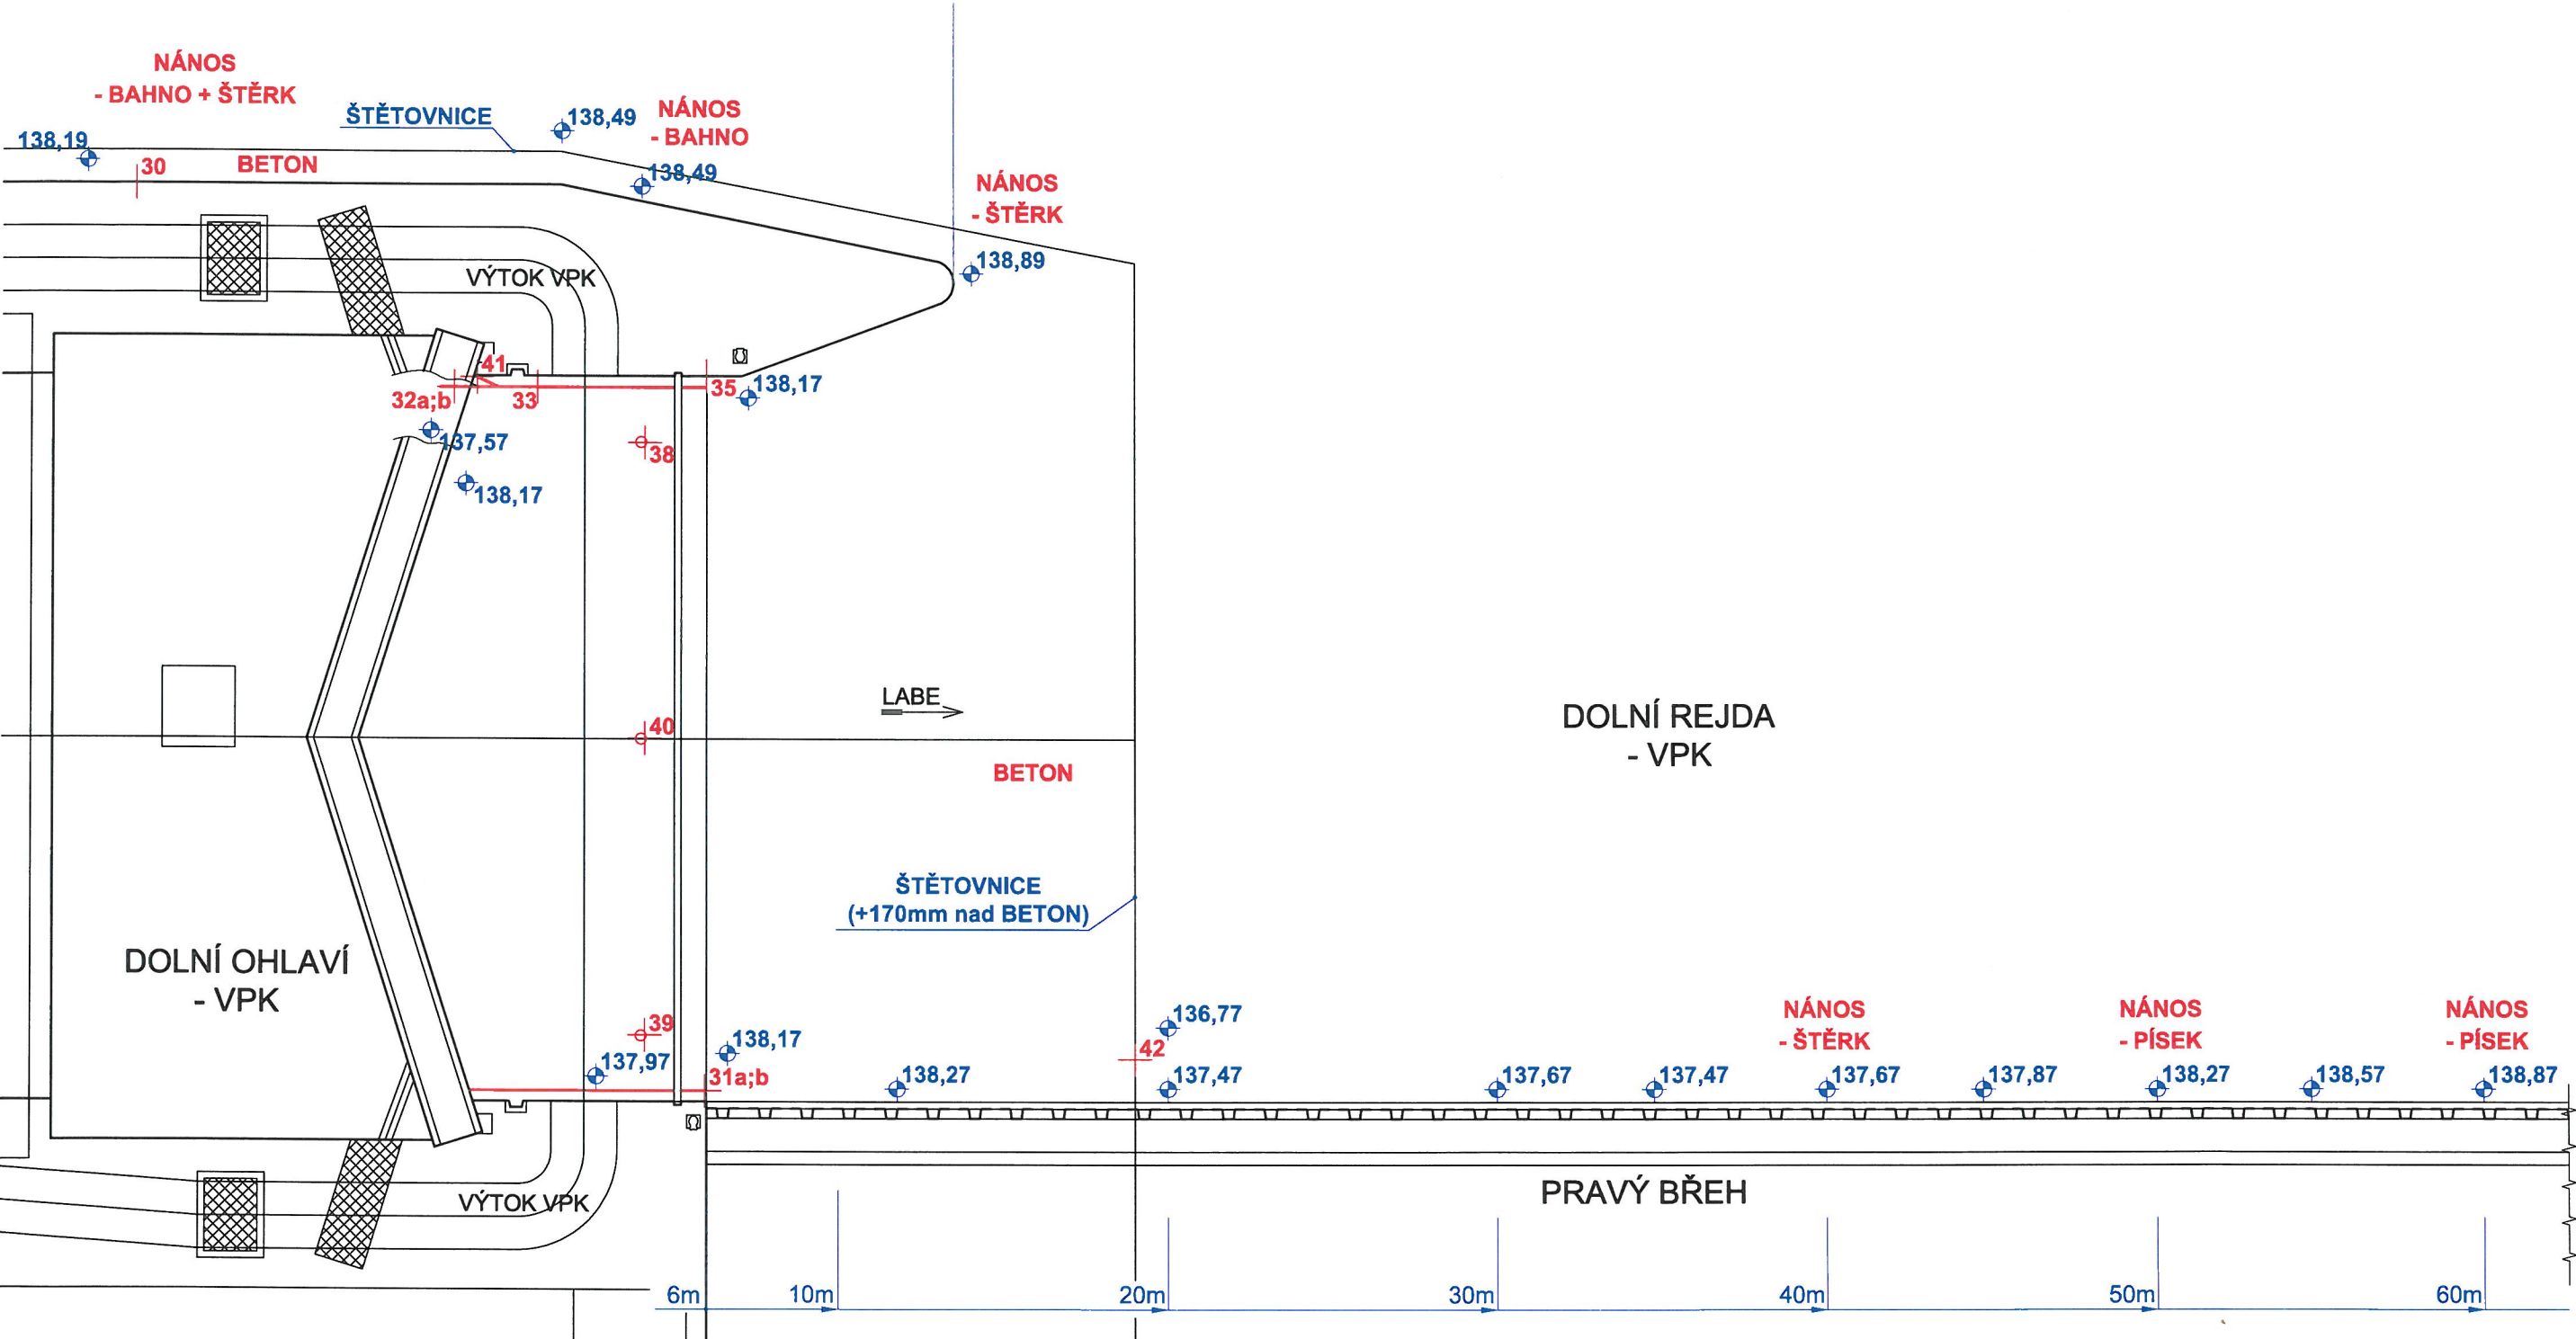 NÁNOS
- BAHNO + ŠTĚRK
ŠTĚTOVNICE
138,49
NÁNOS
- BAHNO
138,19
30
BETON
138,49
NÁNOS
- ŠTĚRK
138,89
VÝTOK VPK
41
32a;b
33
35
138,17
137,57
38
138,17
LABE
40
BETON
DOLNÍ REJDA
- VPK
ŠTĚTOVNICE
(+170mm nad BETON)
DOLNÍ OHLAVÍ
- VPK
39
138,17
137,97
31a;b
138,27
136,77
42
137,47
137,67
137,47
NÁNOS
- ŠTĚRK
137,67
137,87
NÁNOS
- PÍSEK
138,27
138,57
NÁNOS
- PÍSEK
138,87
VÝTOK VPK
PRAVÝ BŘEH
6m
10m
20m
30m
40m
50m
60m